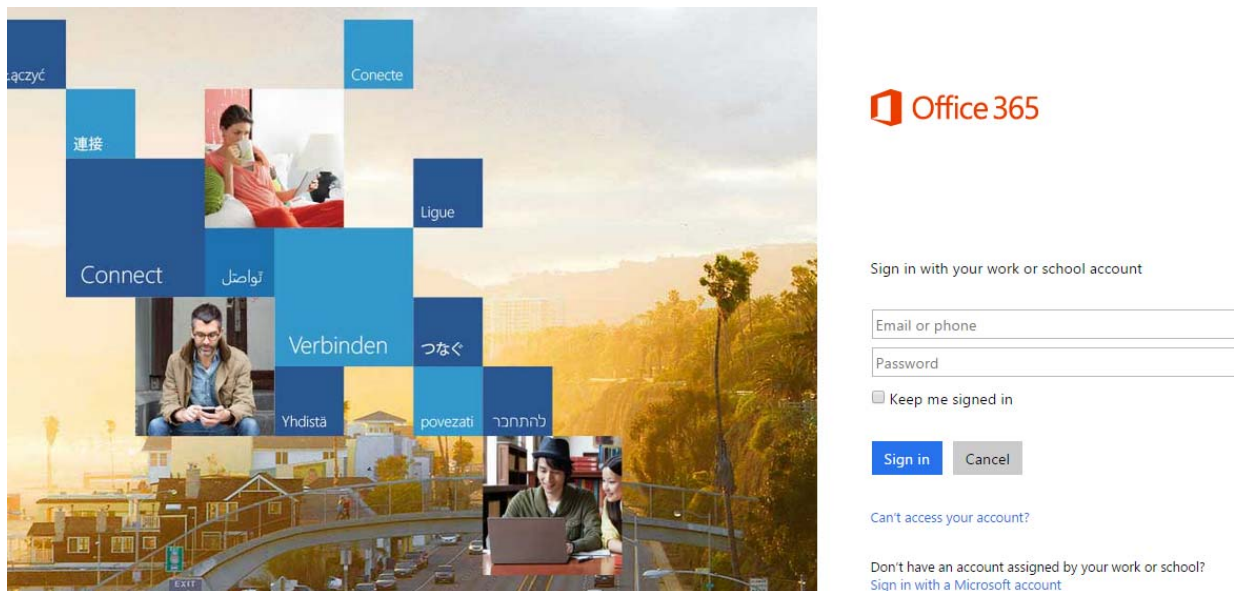 Łączyć
Conecte
連接
Ligue
Connect
تواصل
Verbinden
つなぐ
Yhdistä
povezati
להתחבר
EXIT
Office 365
Sign in with your work or school account
Email or phone
Password
Keep me signed in
Sign in
Cancel
Can't access your account?
Don't have an account assigned by your work or school?
Sign in with a Microsoft account